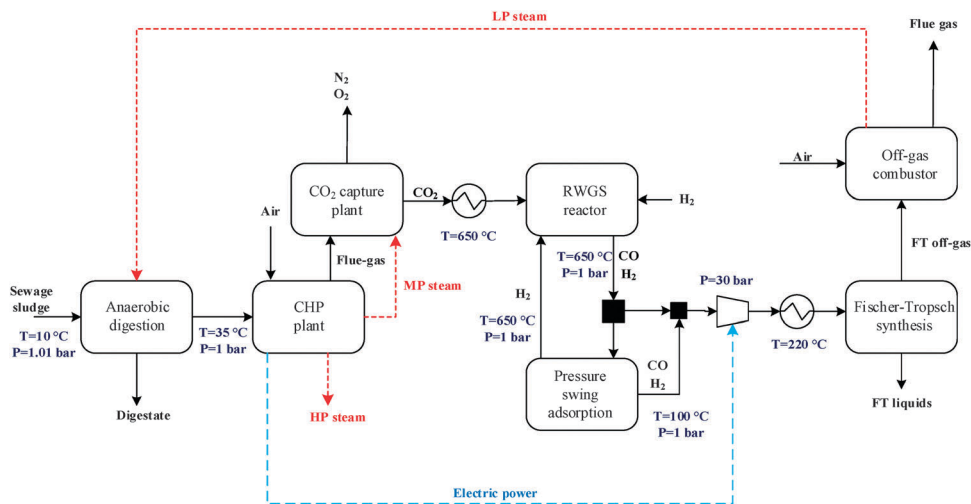 LP steam
Flue gas
N₂
O₂
Air
Off-gas
combustor
CO₂ capture
plant
CO₂
RWGS
reactor
H₂
T=650 °C
Air
Flue-gas
MP steam
T=650 °C
P=1 bar
CO
H₂
FT off-gas
Sewage
sludge
T=10 °C
P=1.01 bar
Anaerobic
digestion
T=35 °C
P=1 bar
CHP
plant
H₂
T=650 °C
P=1 bar
P=30 bar
T=220 °C
Fischer-Tropsch
synthesis
Digestate
HP steam
Pressure
swing
adsorption
CO
H₂
T=100 °C
P=1 bar
FT liquids
Electric power